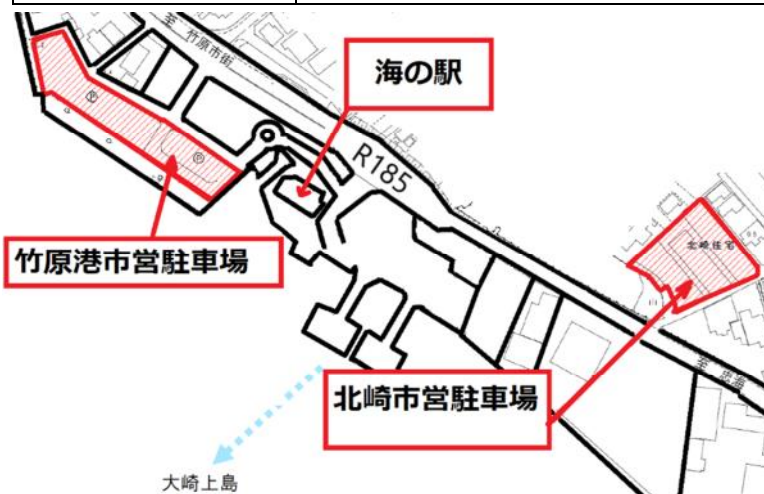 至 竹原市街
海の駅
R185
竹原港市営駐車場
北崎住宅
北崎市営駐車場
至 忠海
大崎上島